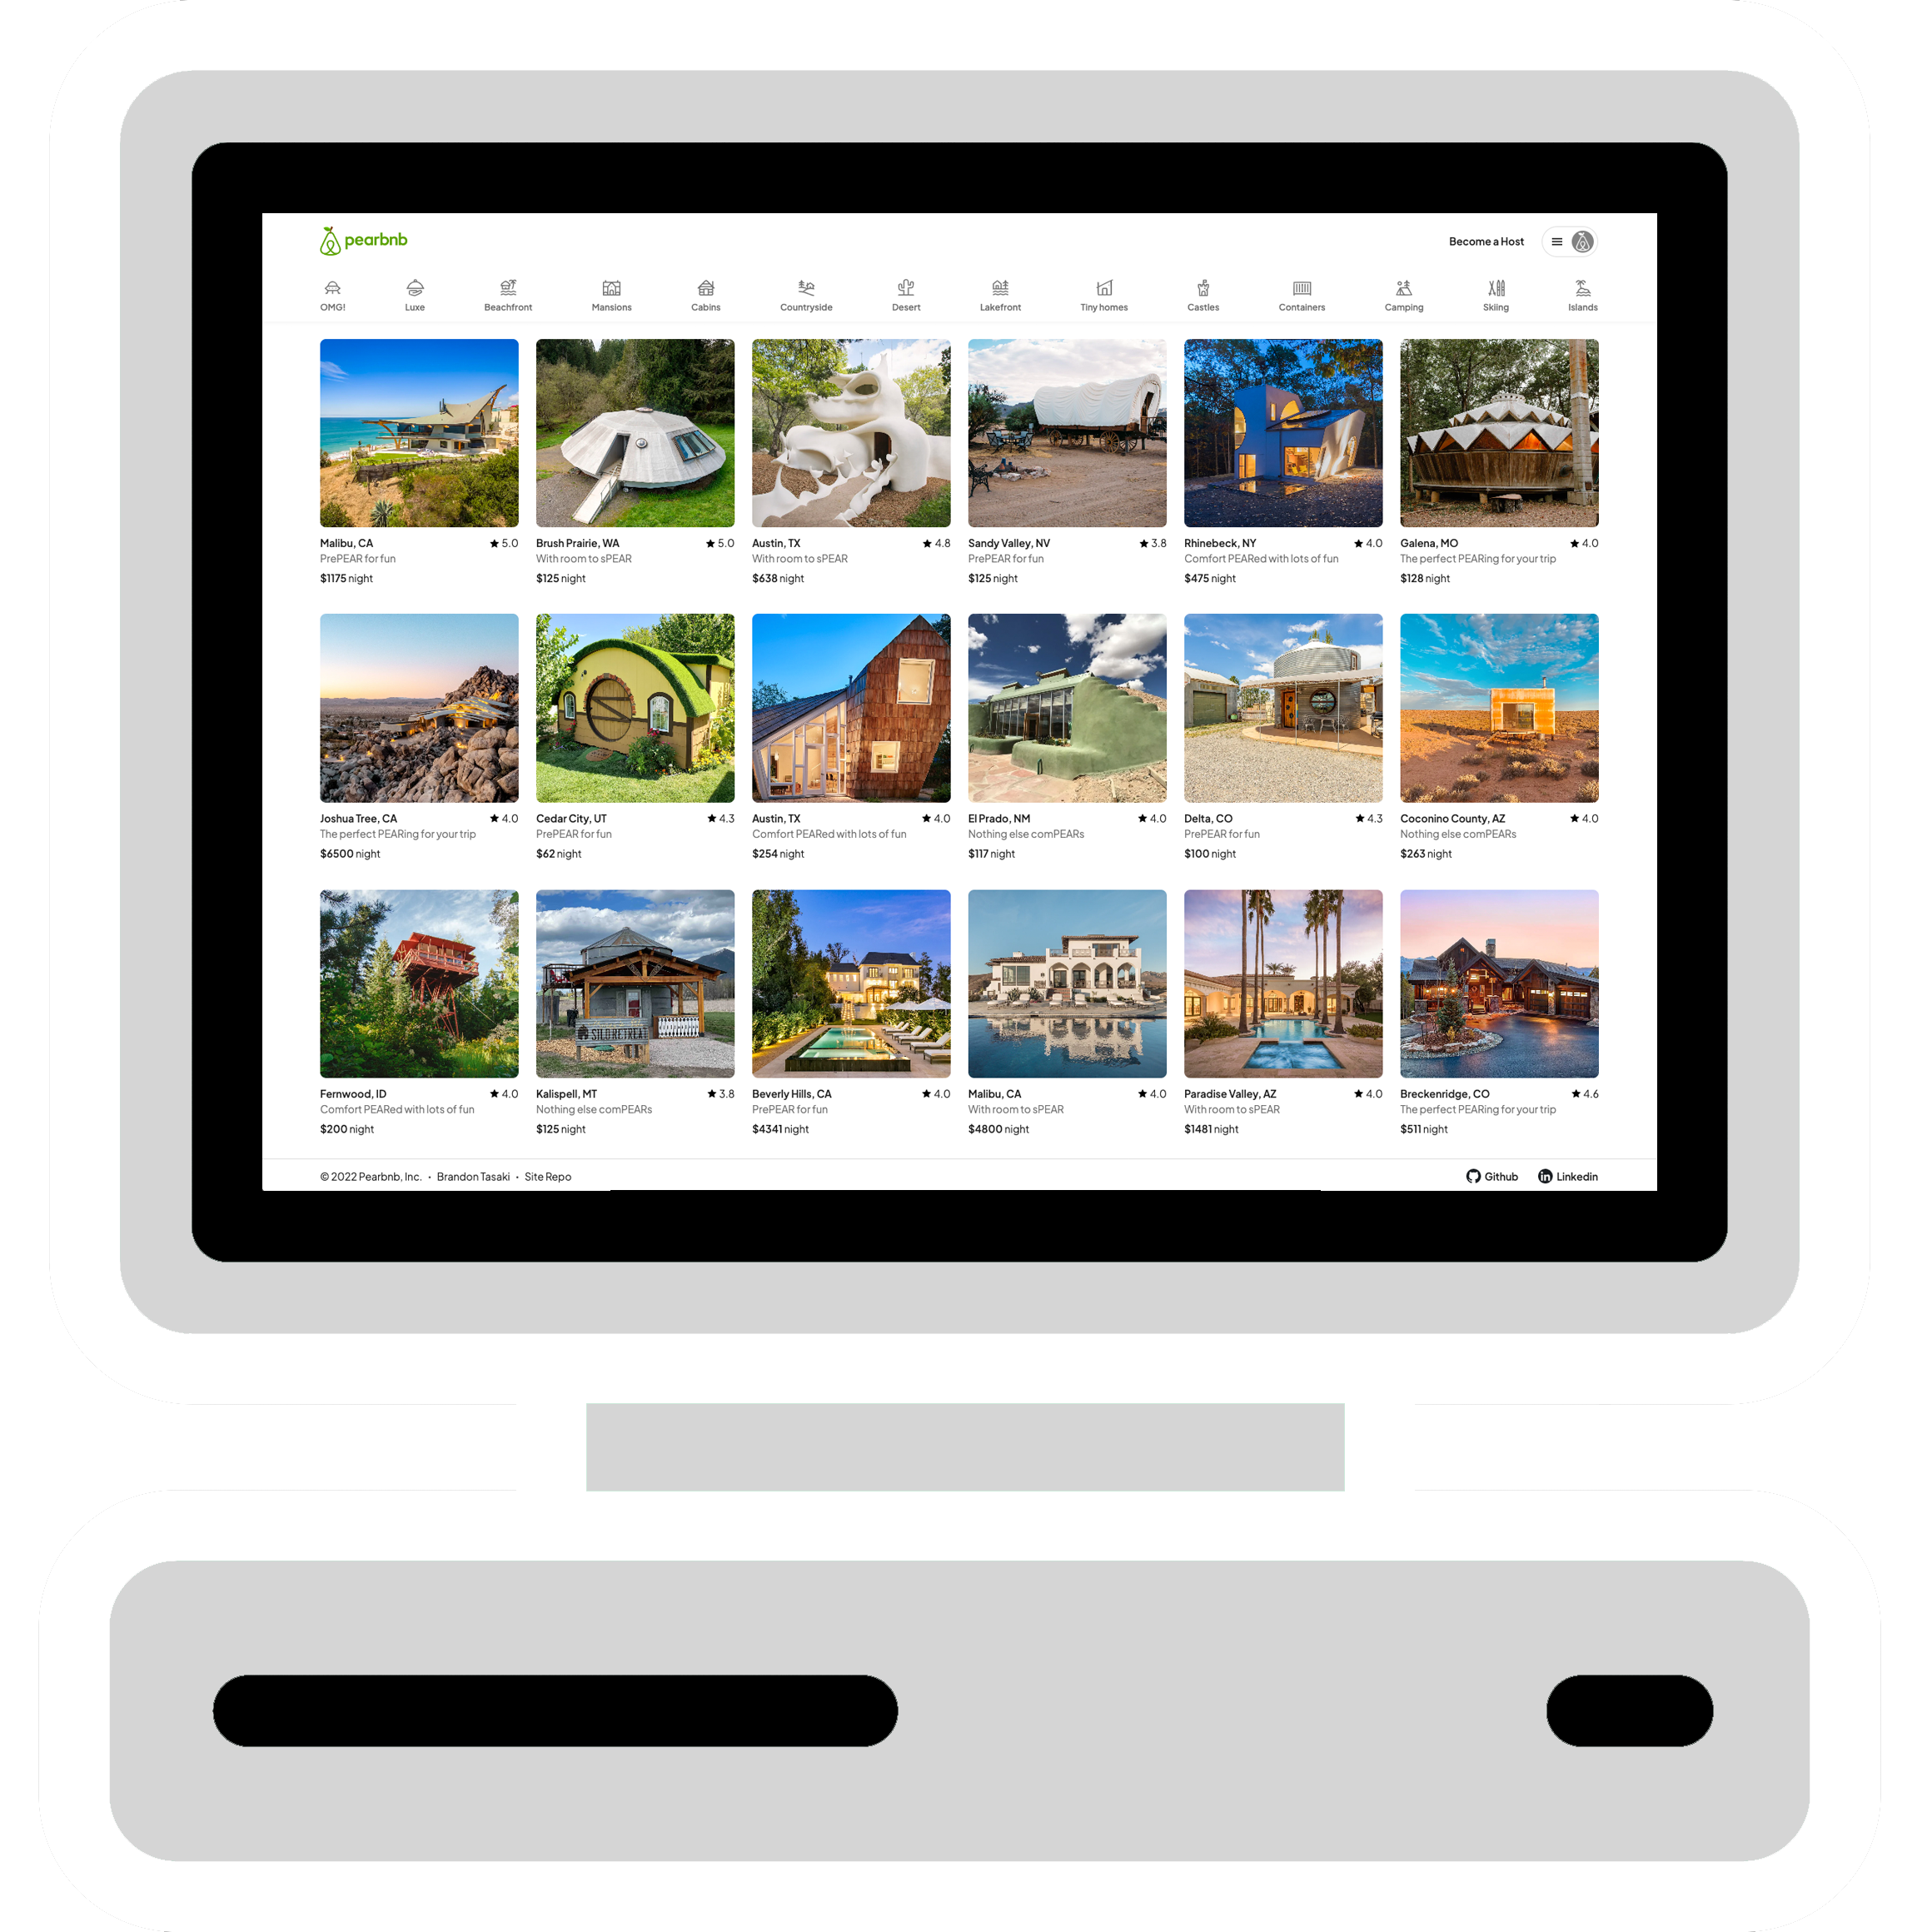 pearbnb
Become a Host
OMG! Luxe Beachfront Mansions Cabins Countryside Desert Lakefront Tiny homes Castles Containers Camping Skiing Islands
Malibu, CA ★ 5.0
PrePEAR for fun
$1175 night
Brush Prairie, WA ★ 5.0
With room to sPEAR
$125 night
Austin, TX ★ 4.8
With room to sPEAR
$638 night
Sandy Valley, NV ★ 3.8
PrePEAR for fun
$125 night
Rhinebeck, NY ★ 4.0
Comfort PEARed with lots of fun
$475 night
Galena, MO ★ 4.0
The perfect PEARing for your trip
$128 night
Joshua Tree, CA ★ 4.0
The perfect PEARing for your trip
$6500 night
Cedar City, UT ★ 4.3
PrePEAR for fun
$62 night
Austin, TX ★ 4.0
Comfort PEARed with lots of fun
$254 night
El Prado, NM ★ 4.0
Nothing else comPEARs
$117 night
Delta, CO ★ 4.3
PrePEAR for fun
$100 night
Coconino County, AZ ★ 4.0
Nothing else comPEARs
$263 night
SILO RETREAT
Fernwood, ID ★ 4.0
Comfort PEARed with lots of fun
$200 night
Kalispell, MT ★ 3.8
Nothing else comPEARs
$125 night
Beverly Hills, CA ★ 4.0
PrePEAR for fun
$4341 night
Malibu, CA ★ 4.0
With room to sPEAR
$4800 night
Paradise Valley, AZ ★ 4.0
With room to sPEAR
$1481 night
Breckenridge, CO ★ 4.6
The perfect PEARing for your trip
$511 night
© 2022 Pearbnb, Inc. · Brandon Tasaki · Site Repo
Github Linkedin